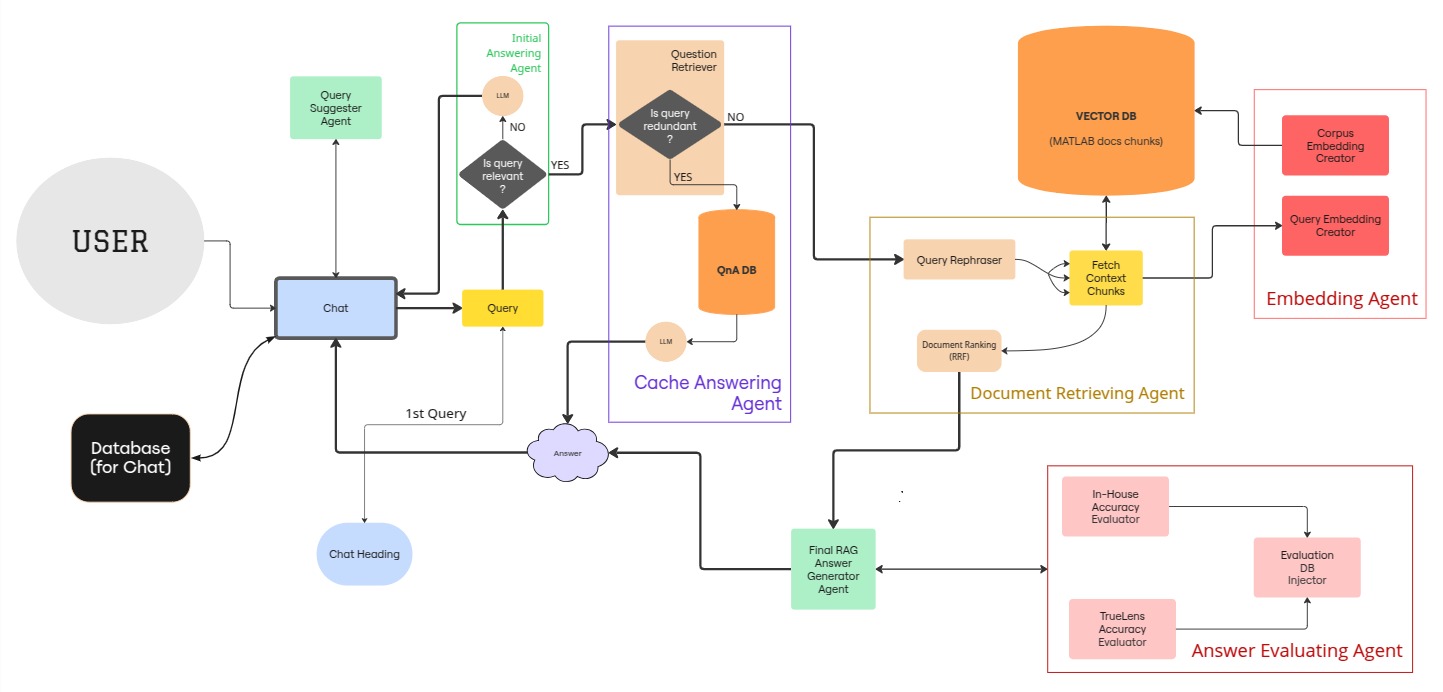 Initial
Answering
Agent
LLM
NO
Is query
relevant
?
YES
Query
Suggester
Agent
USER
Chat
Query
1st Query
Database
(for Chat)
Chat Heading
Question
Retriever
Is query
redundant
?
NO
YES
QnA DB
LLM
Cache Answering
Agent
Answer
VECTOR DB
(MATLAB docs chunks)
Corpus
Embedding
Creator
Query Embedding
Creator
Embedding Agent
Query Rephraser
Fetch
Context
Chunks
Document Ranking
(RRF)
Document Retrieving Agent
Final RAG
Answer
Generator
Agent
In-House
Accuracy
Evaluator
Evaluation
DB
Injector
TrueLens
Accuracy
Evaluator
Answer Evaluating Agent